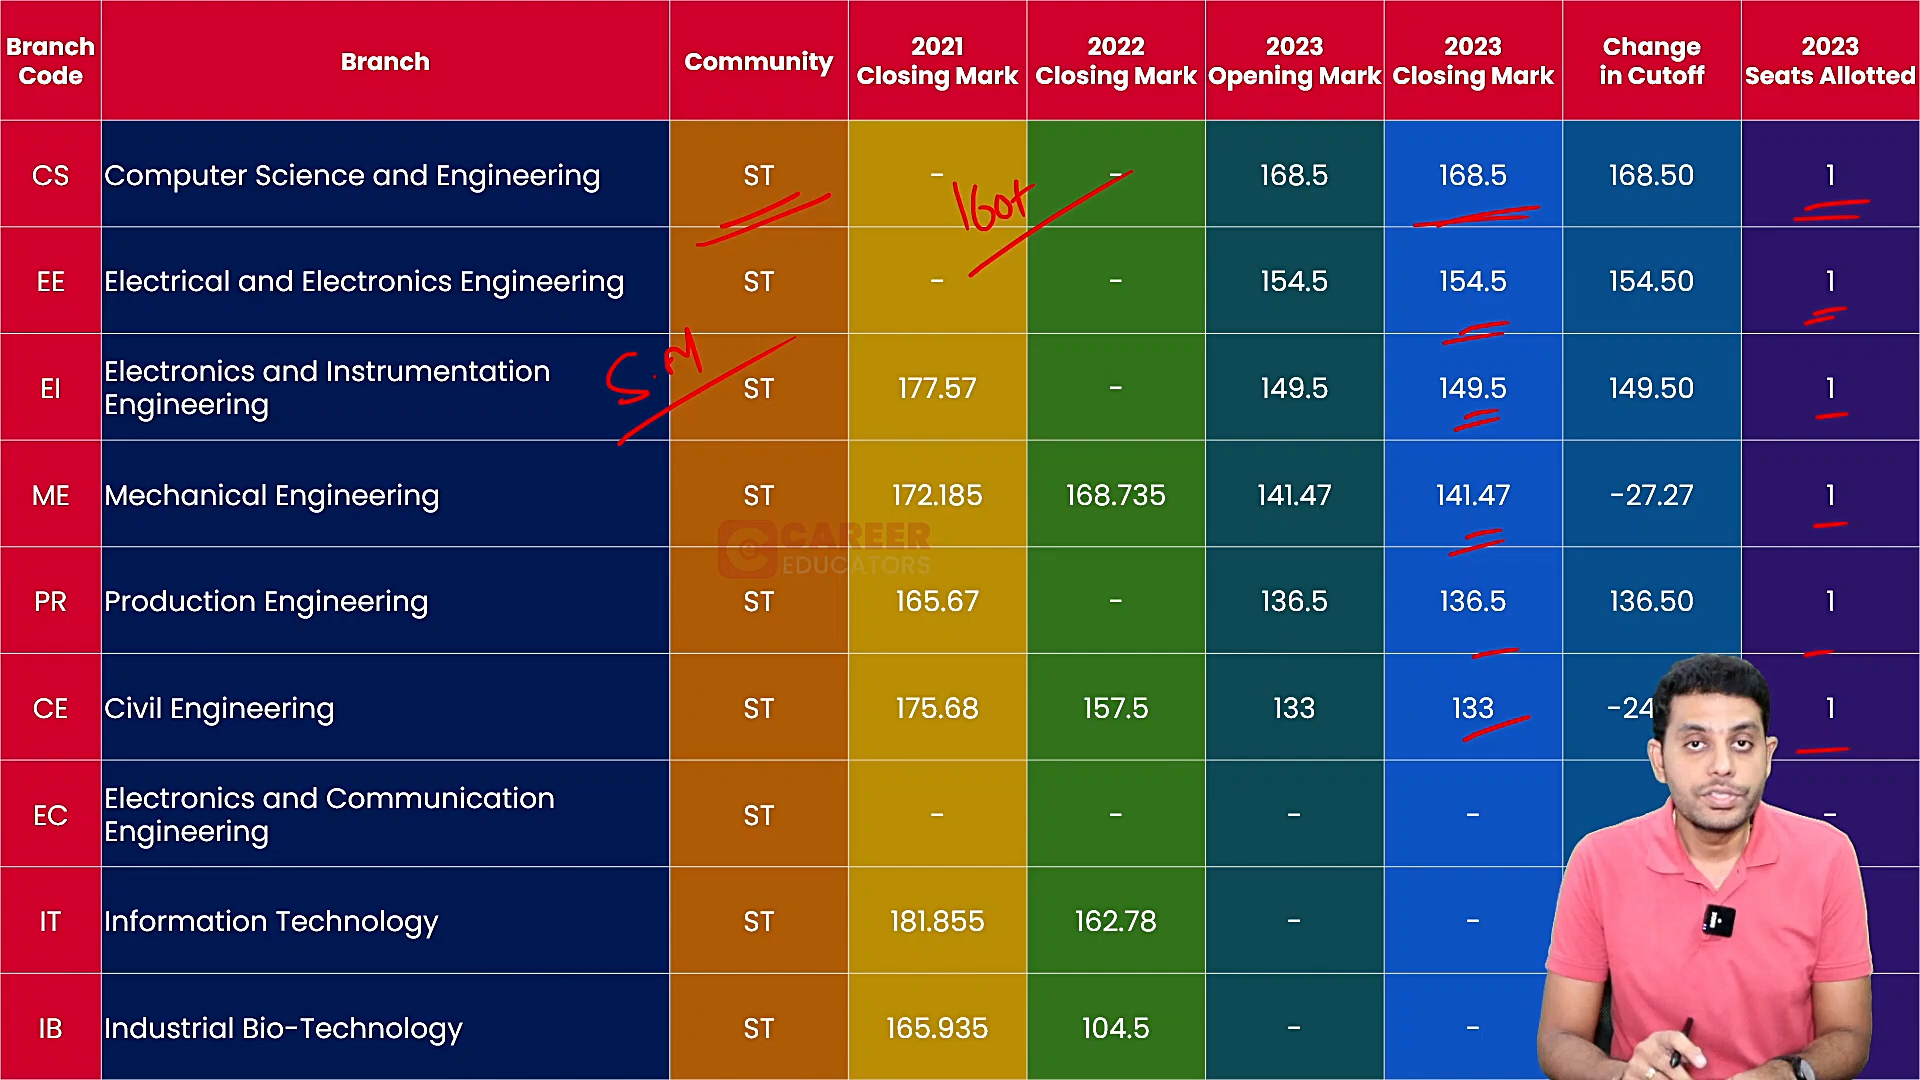 Branch Code
Branch
Community
2021 Closing Mark
2022 Closing Mark
2023 Opening Mark
2023 Closing Mark
Change in Cutoff
2023 Seats Allotted
CS Computer Science and Engineering ST - - 168.5 168.5 168.50 1
160+
EE Electrical and Electronics Engineering ST - - 154.5 154.5 154.50 1
EI Electronics and Instrumentation Engineering ST 177.57 - 149.5 149.5 149.50 1
ME Mechanical Engineering ST 172.185 168.735 141.47 141.47 -27.27 1
CAREER
EDUCATORS
PR Production Engineering ST 165.67 - 136.5 136.5 136.50 1
CE Civil Engineering ST 175.68 157.5 133 133 -24 1
EC Electronics and Communication Engineering ST - - - - -
IT Information Technology ST 181.855 162.78 - -
IB Industrial Bio-Technology ST 165.935 104.5 - -